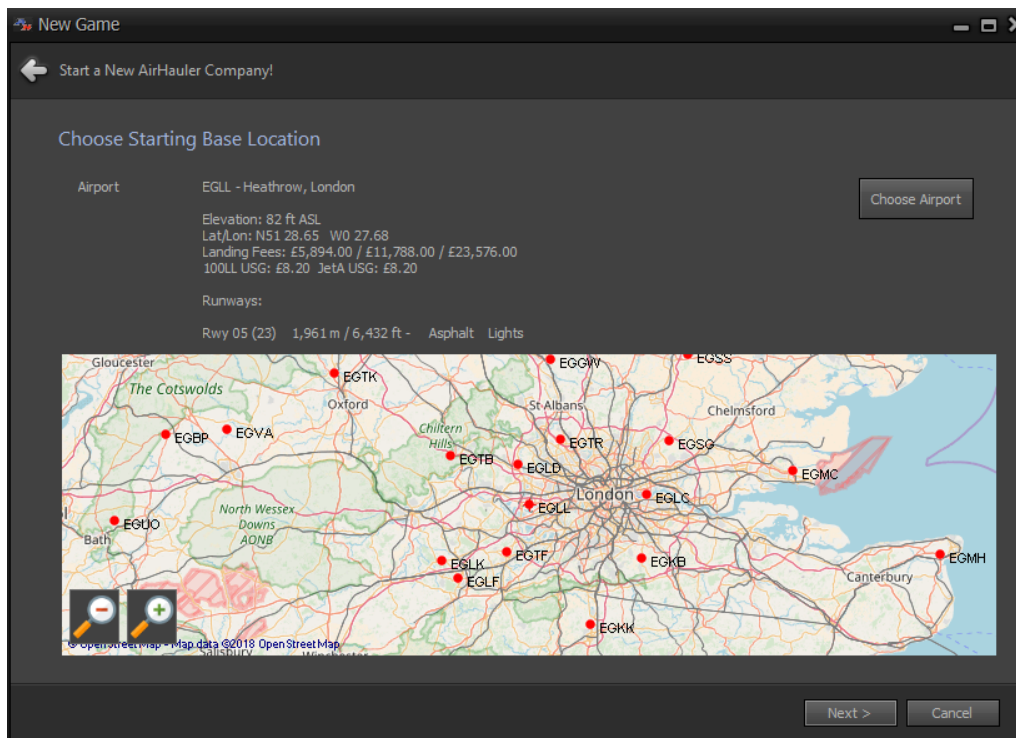 New Game
Start a New AirHauler Company!
Choose Starting Base Location
Airport EGLL - Heathrow, London
Choose Airport
Elevation: 82 ft ASL
Lat/Lon: N51 28.65 W0 27.68
Landing Fees: £5,894.00 / £11,788.00 / £23,576.00
100LL USG: £8.20 JetA USG: £8.20
Runways:
Rwy 05 (23) 1,961 m / 6,432 ft - Asphalt Lights
Gloucester
EGGW
EGSS
EGTK
The Cotswolds
Oxford
St Albans
Chelmsford
EGBP
EGVA
Chiltern
Hills
EGTR
EGSG
EGTB
EGLD
EGMC
London
EGLC
EGLL
North Wessex
Downs
AONB
EGUO
Bath
EGTF
EGLK
EGKB
EGMH
EGLF
Canterbury
EGKK
© OpenStreetMap - Map data ©2018 OpenStreetMap
Salisbury
Winchester
Next >
Cancel